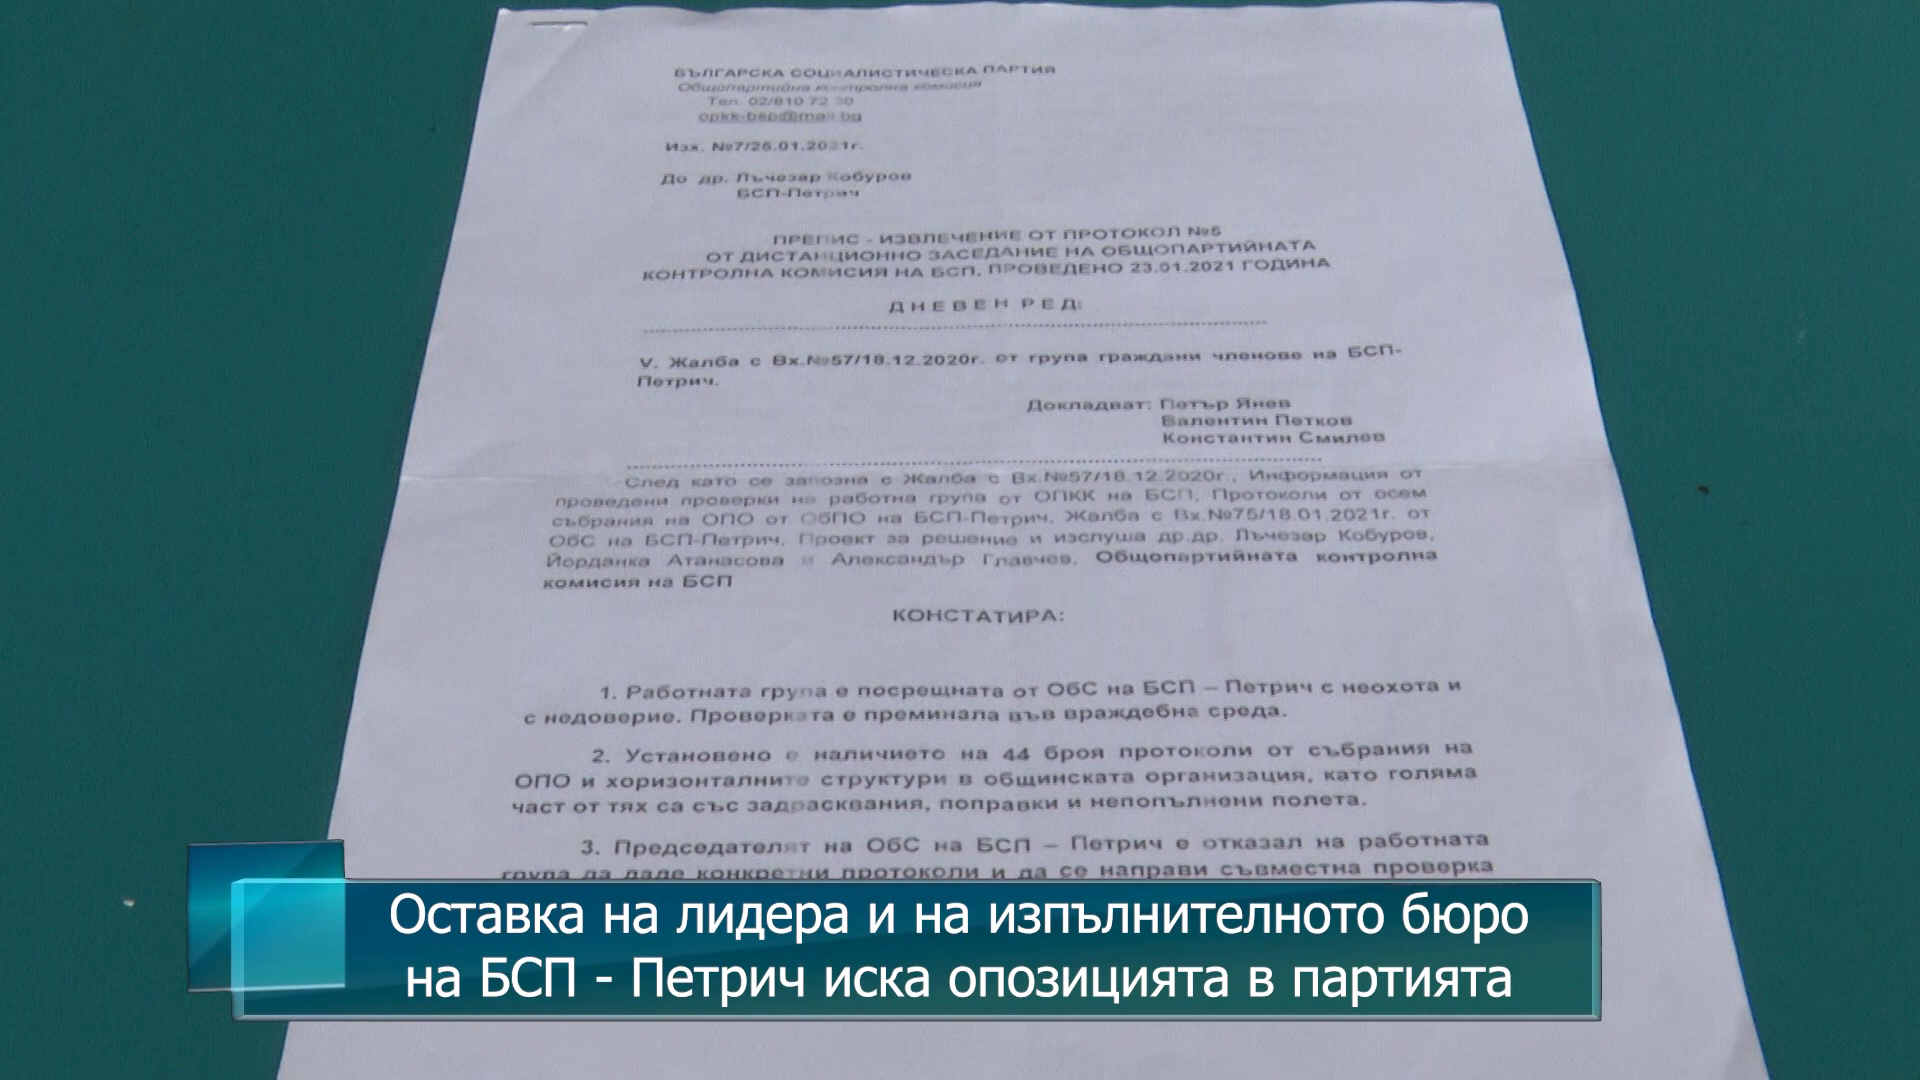 БЪЛГАРСКА СОЦИАЛИСТИЧЕСКА ПАРТИЯ
Общопартийна контролна комисия
Тел. 02/810 72 30
opkk-bsp@mail.bg
Изх. №7/25.01.2021г.
До др. Лъчезар Кобуров
БСП-Петрич
ПРЕПИС - ИЗВЛЕЧЕНИЕ ОТ ПРОТОКОЛ №5
ОТ ДИСТАНЦИОННО ЗАСЕДАНИЕ НА ОБЩОПАРТИЙНАТА
КОНТРОЛНА КОМИСИЯ НА БСП, ПРОВЕДЕНО 23.01.2021 ГОДИНА
Д Н Е В Е Н Р Е Д:
V. Жалба с Вх.№57/18.12.2020г. от група граждани членове на БСП-
Петрич.
Докладват: Петър Янев
Валентин Петков
Константин Смилев
След като се запозна с Жалба с Вх.№57/18.12.2020г., Информация от
проведени проверки на работна група от ОПКК на БСП, Протоколи от осем
събрания на ОПО от ОбПО на БСП-Петрич, Жалба с Вх.№75/18.01.2021г. от
ОбС на БСП-Петрич, Проект за решение и изслуша др.др. Лъчезар Кобуров,
Йорданка Атанасова и Александър Главчев, Общопартийната контролна
комисия на БСП
КОНСТАТИРА:
1. Работната група е посрещната от ОбС на БСП – Петрич с неохота и
с недоверие. Проверката е преминала във враждебна среда.
2. Установено е наличието на 44 броя протоколи от събрания на
ОПО и хоризонталните структури в общинската организация, като голяма
част от тях са със задрасквания, поправки и непопълнени полета.
3. Председателят на ОбС на БСП – Петрич е отказал на работната
група да даде конкретни протоколи и да се направи съвместна проверка
Оставка на лидера и на изпълнителното бюро
на БСП - Петрич иска опозицията в партията